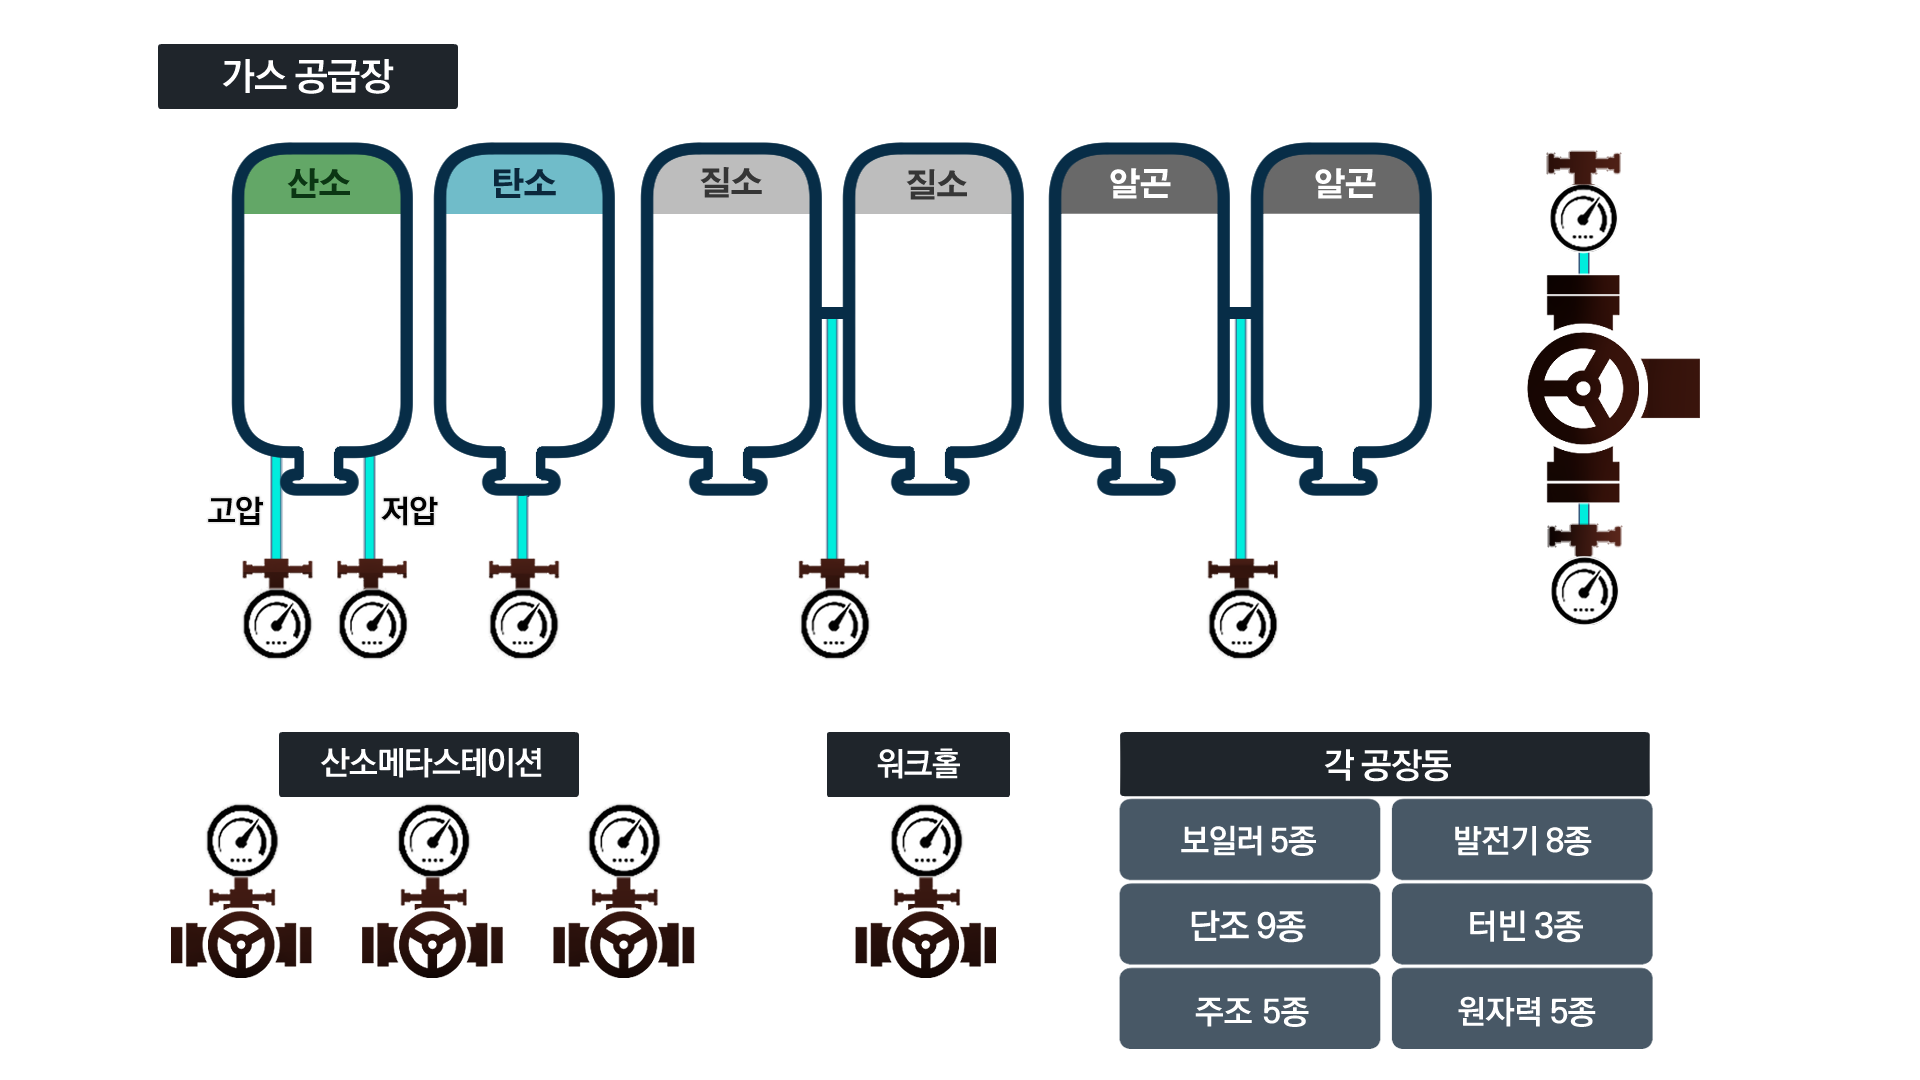 가스 공급장
산소
탄소
질소
질소
알곤
알곤
고압
저압
산소메타스테이션
워크홀
각 공장동
보일러 5종
발전기 8종
단조 9종
터빈 3종
주조 5종
원자력 5종